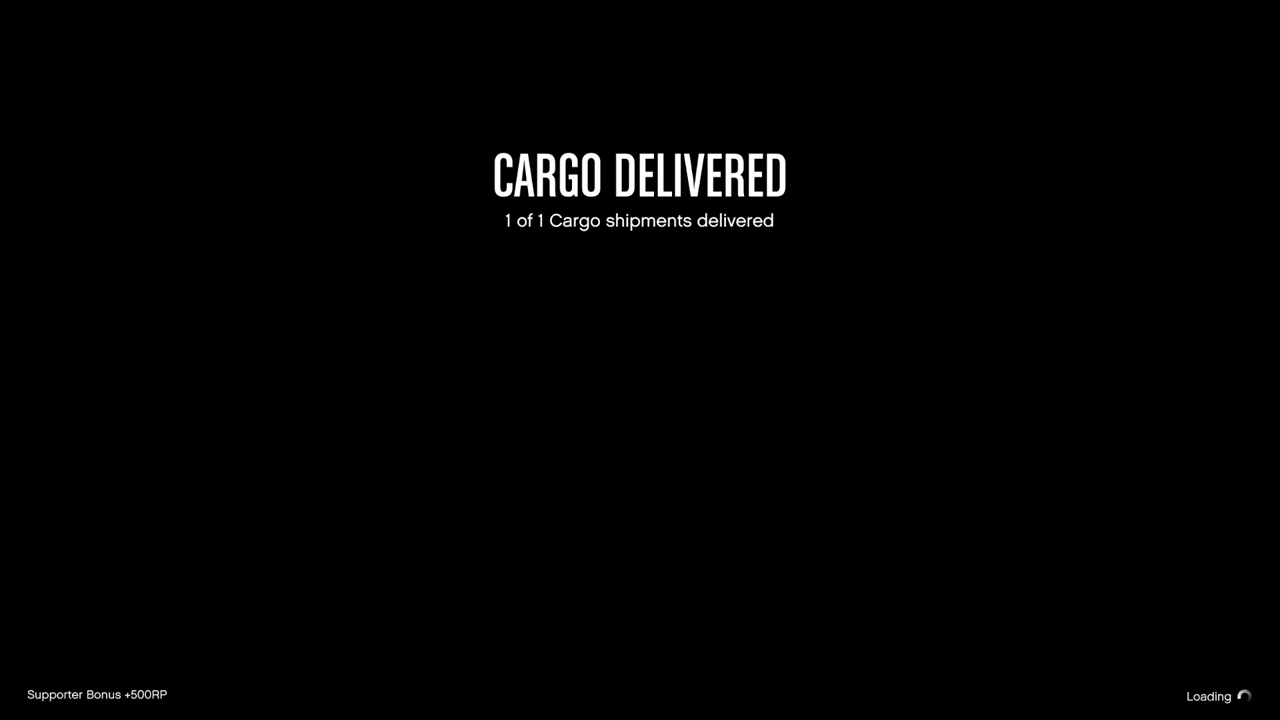 CARGO DELIVERED
1 of 1 Cargo shipments delivered
Supporter Bonus +500RP
Loading